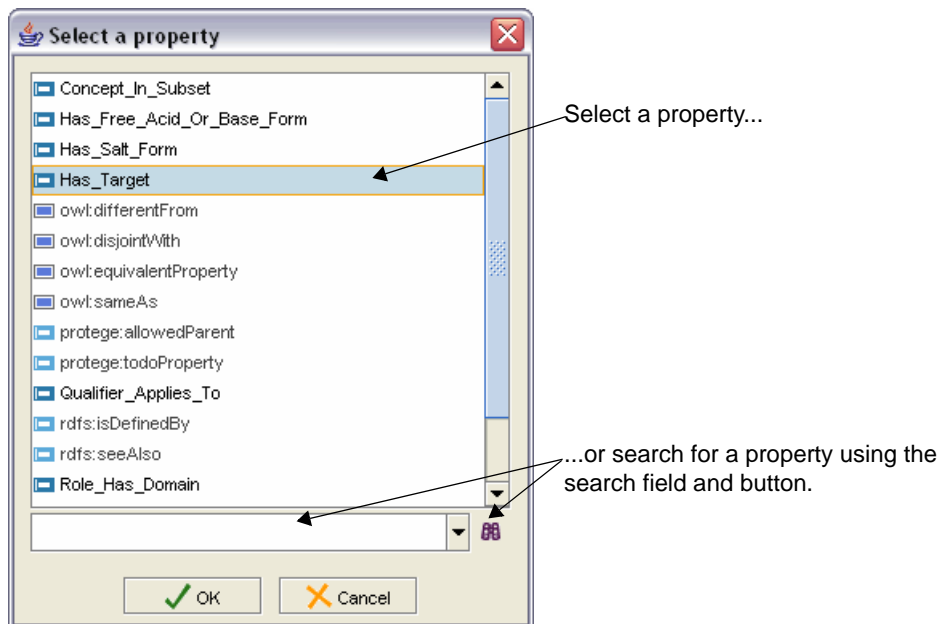 Select a property
Concept_In_Subset
Has_Free_Acid_Or_Base_Form
Has_Salt_Form
Has_Target
owl:differentFrom
owl:disjointWith
owl:equivalentProperty
owl:sameAs
protege:allowedParent
protege:todoProperty
Qualifier_Applies_To
rdfs:isDefinedBy
rdfs:seeAlso
Role_Has_Domain
OK
Cancel
Select a property...
...or search for a property using the
search field and button.